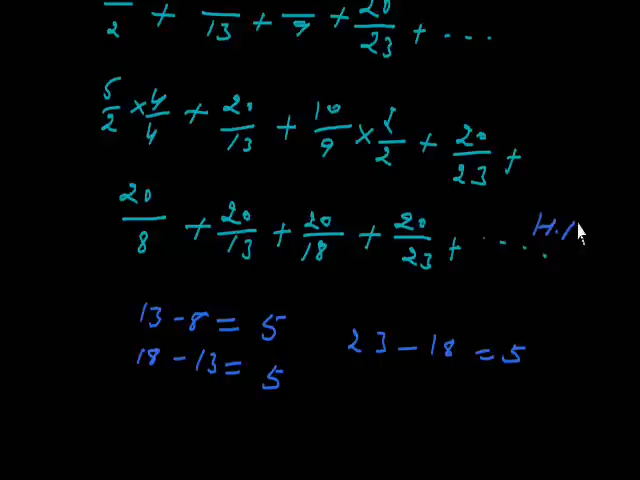 /2 + /13 + /9 + 20/23 + ....
5/2 × 4/4 + 20/13 + 10/9 × 2/2 + 20/23 +
20/8 + 20/13 + 20/18 + 20/23 + ..... H.
13 - 8 = 5
18 - 13 = 5
23 - 18 = 5